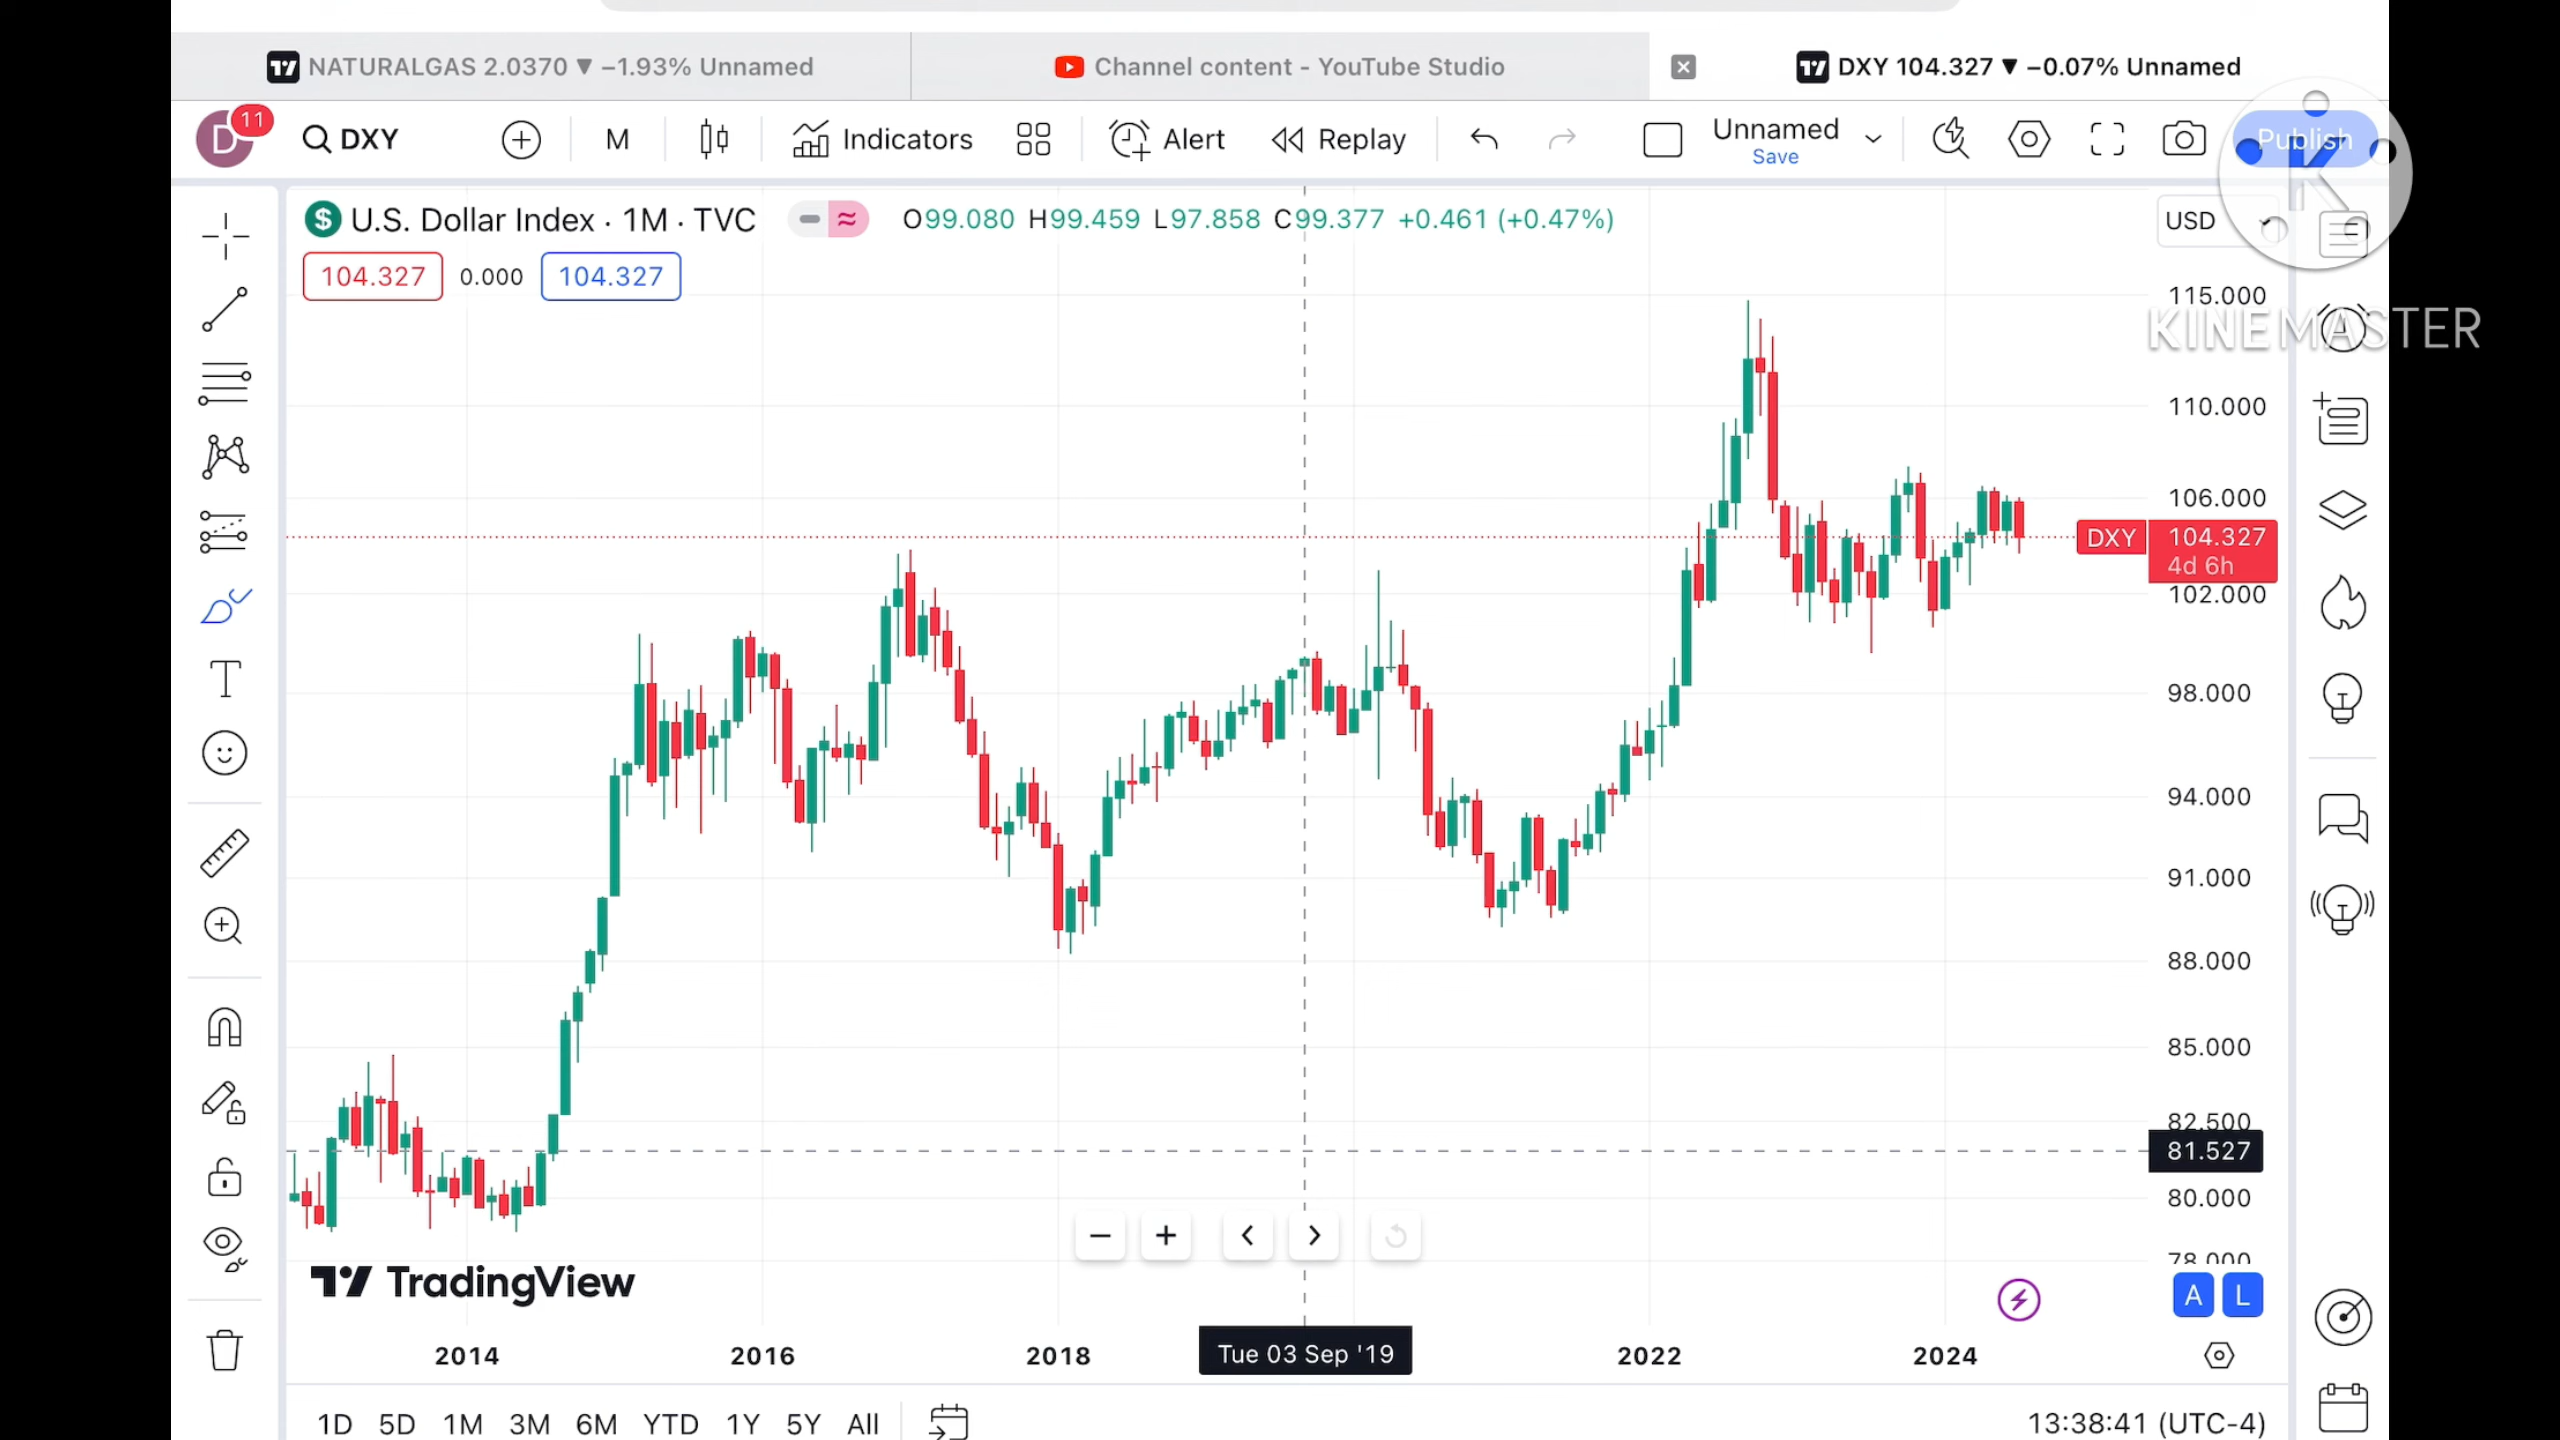 NATURALGAS 2.0370 ▼ −1.93% Unnamed
Channel content - YouTube Studio
DXY 104.327 ▼ −0.07% Unnamed
D 11
DXY
M
Indicators
Alert
Replay
Unnamed
Save
Publish
K
KINEMASTER
$ U.S. Dollar Index · 1M · TVC
O99.080 H99.459 L97.858 C99.377 +0.461 (+0.47%)
USD
104.327 0.000 104.327
115.000
110.000
106.000
DXY 104.327
4d 6h
102.000
98.000
94.000
91.000
88.000
85.000
82.500
81.527
80.000
78.000
TradingView
A L
2014 2016 2018 Tue 03 Sep '19 2022 2024
1D 5D 1M 3M 6M YTD 1Y 5Y All
13:38:41 (UTC-4)